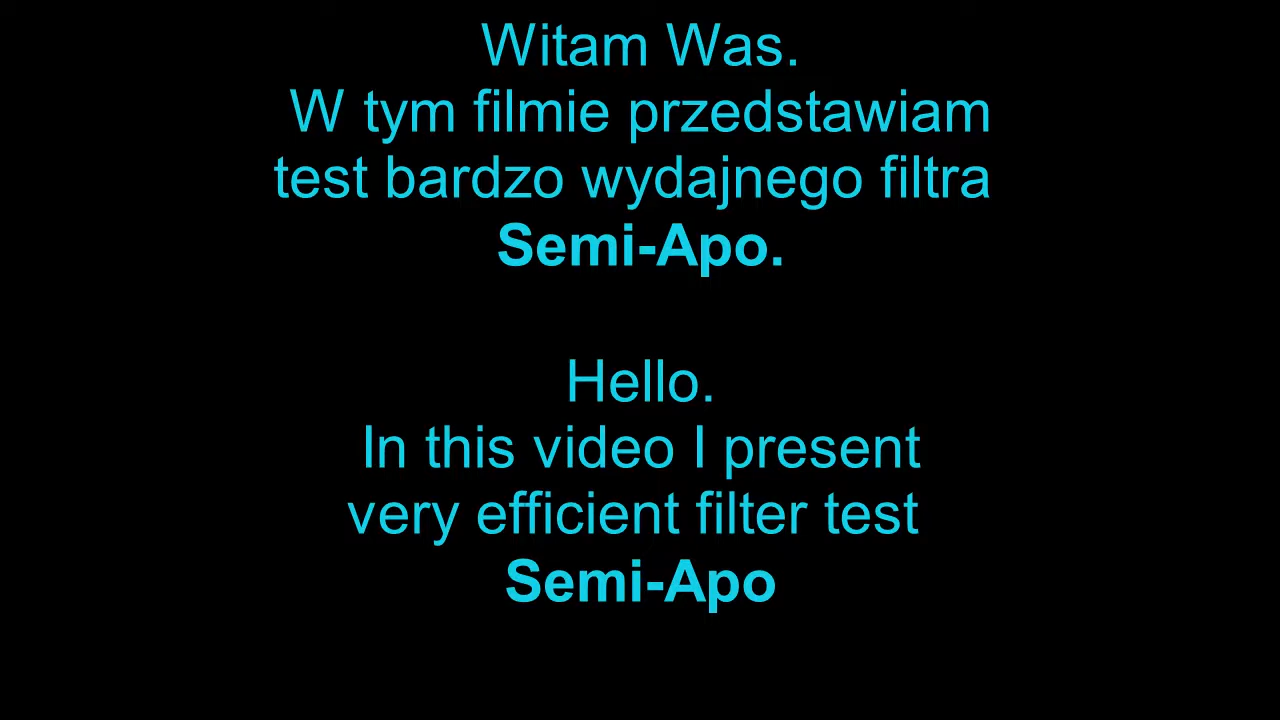 Witam Was.
W tym filmie przedstawiam
test bardzo wydajnego filtra
Semi-Apo.
Hello.
In this video I present
very efficient filter test
Semi-Apo